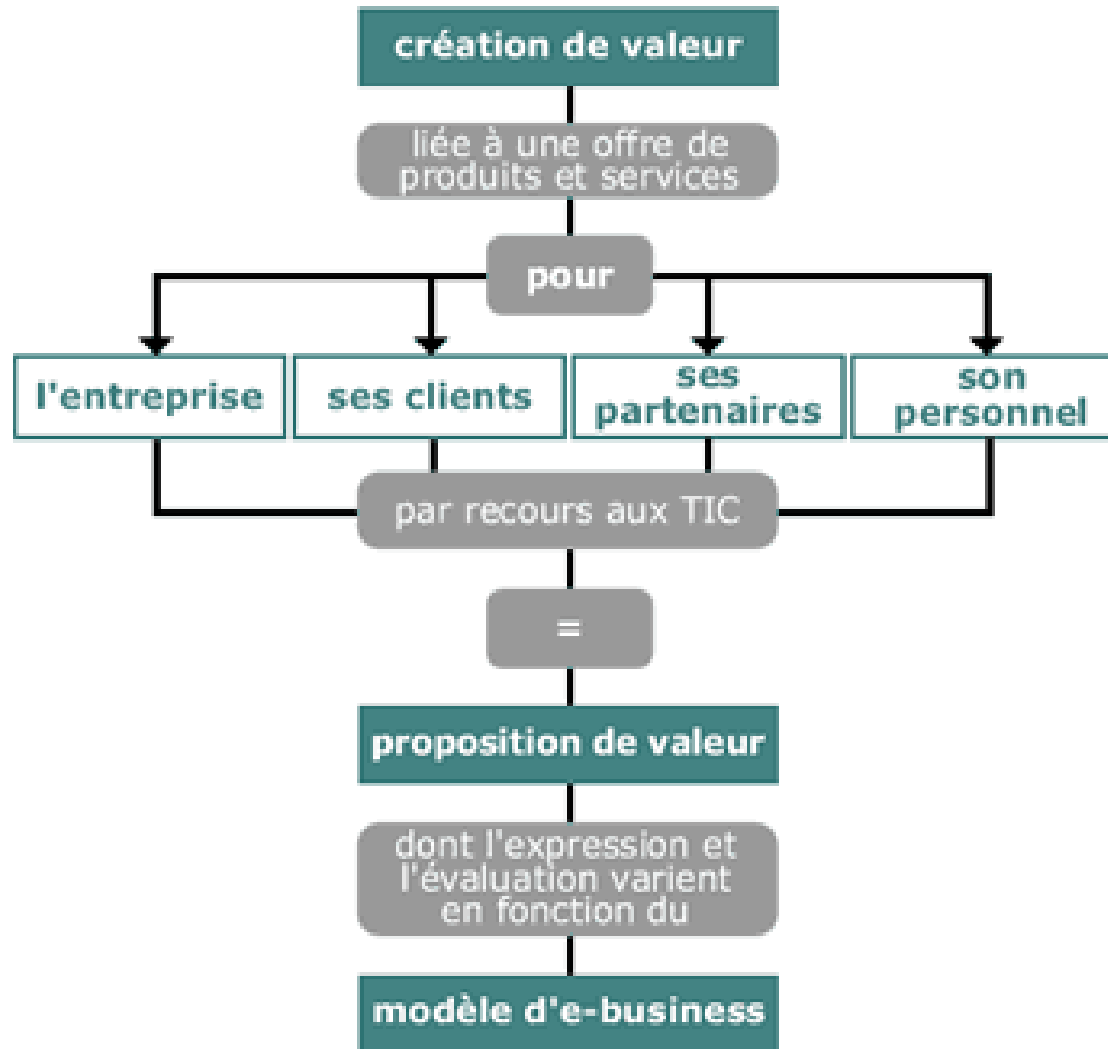 création de valeur
liée à une offre de
produits et services
pour
l'entreprise
ses clients
ses
partenaires
son
personnel
par recours aux TIC
=
proposition de valeur
dont l'expression et
l'évaluation varient
en fonction du
modèle d'e-business